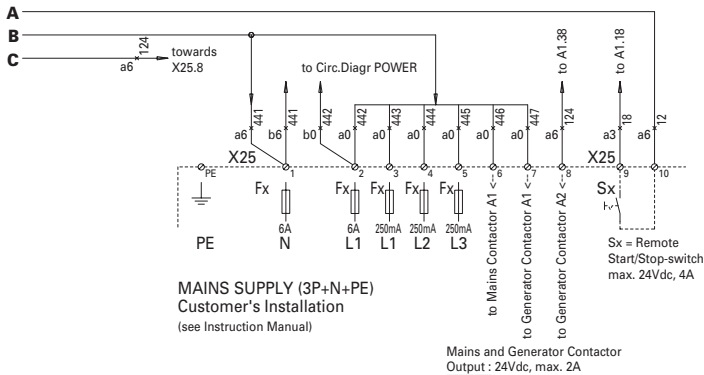 A
B
C
a6
124
towards
X25.8
to Circ.Diagr POWER
to A1.38
to A1.18
a6
441
b6
441
b0
442
a0
442
a0
443
a0
444
a0
445
a0
446
a0
447
a6
124
a3
18
a6
12
X25
X25
PE
1
2
3
4
5
6
7
8
9
10
Fx
Fx
Fx
Fx
Fx
Sx
6A
6A
250mA
250mA
250mA
PE
N
L1
L1
L2
L3
to Mains Contactor A1 <--
to Generator Contactor A1 <--
to Generator Contactor A2 <--
Sx = Remote
Start/Stop-switch
max. 24Vdc, 4A
MAINS SUPPLY (3P+N+PE)
Customer's Installation
(see Instruction Manual)
Mains and Generator Contactor
Output : 24Vdc, max. 2A